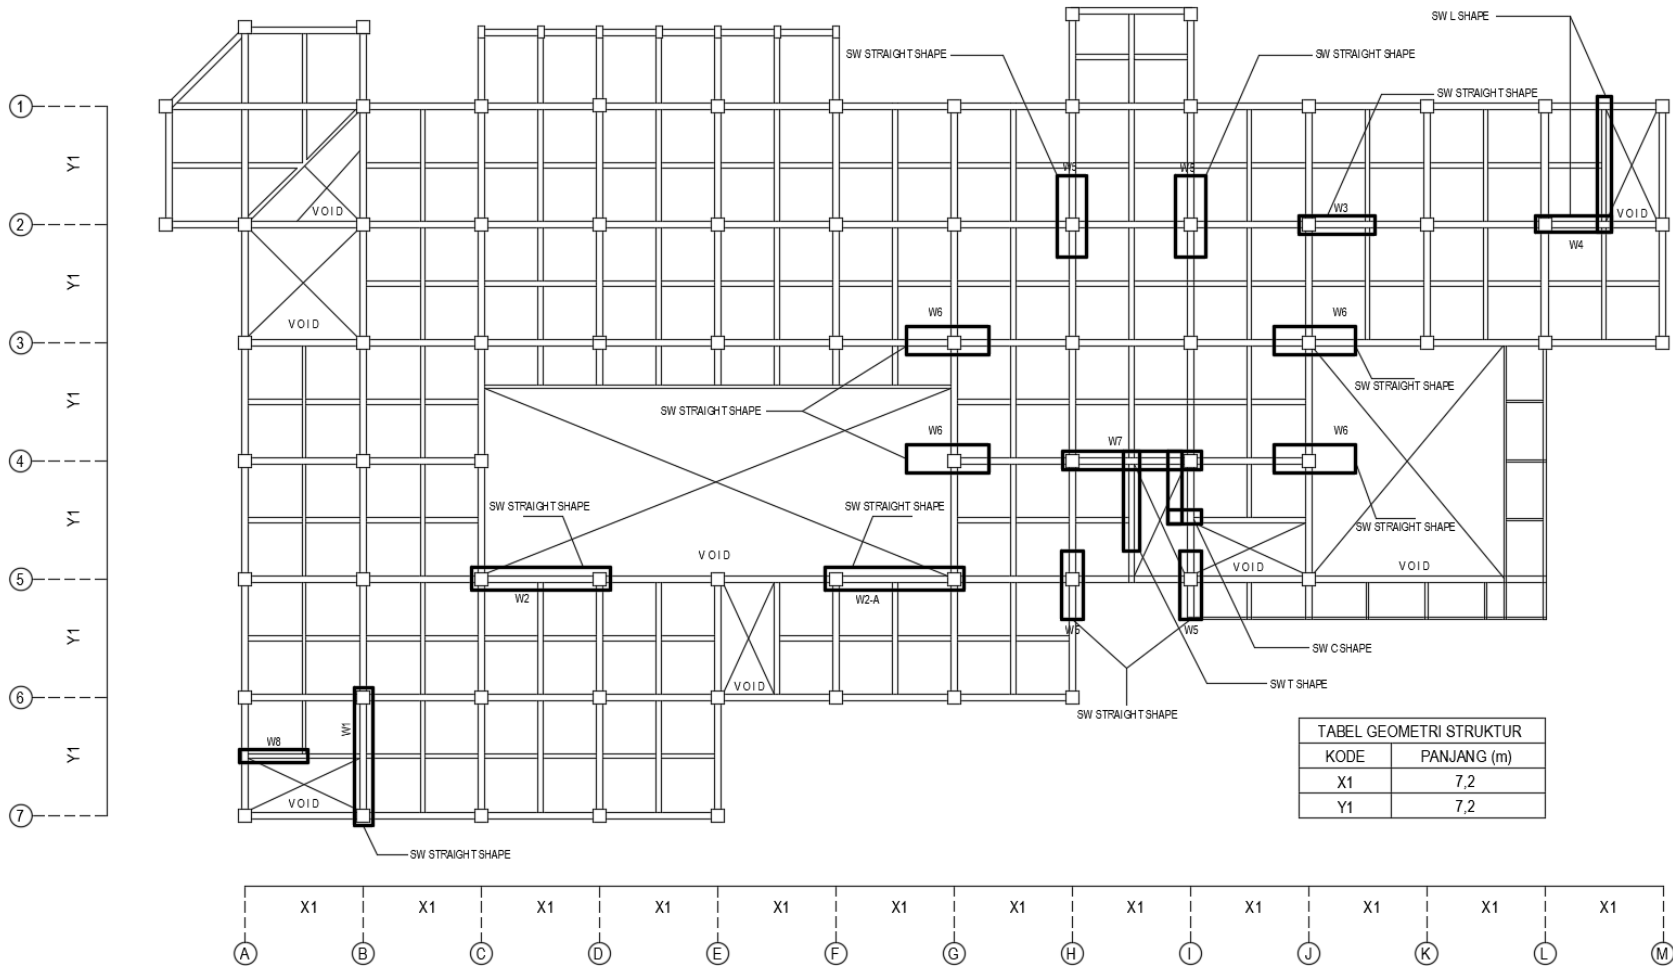 SW L SHAPE
SW STRAIGHT SHAPE
SW STRAIGHT SHAPE
SW STRAIGHT SHAPE
1
Y1
W5
W5
VOID
W3
VOID
2
W4
Y1
VOID
W6
W6
3
SW STRAIGHT SHAPE
Y1
SW STRAIGHT SHAPE
W6
W7
W6
4
SW STRAIGHT SHAPE
SW STRAIGHT SHAPE
Y1
SW STRAIGHT SHAPE
VOID
VOID
VOID
5
W2
W2-A
Y1
W5
W5
SW C SHAPE
VOID
SW T SHAPE
6
SW STRAIGHT SHAPE
W1
W8
Y1
VOID
7
SW STRAIGHT SHAPE
TABEL GEOMETRI STRUKTUR
KODE PANJANG (m)
X1 7,2
Y1 7,2
X1 X1 X1 X1 X1 X1 X1 X1 X1 X1 X1 X1
A B C D E F G H I J K L M